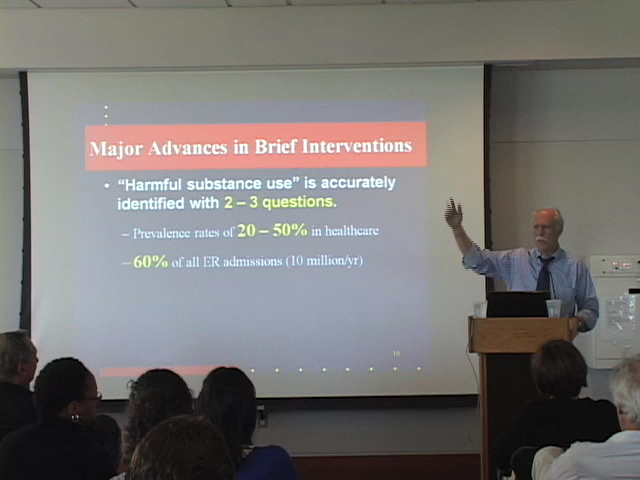 Major Advances in Brief Interventions
• “Harmful substance use” is accurately
identified with 2 – 3 questions.
– Prevalence rates of 20 – 50% in healthcare
– 60% of all ER admissions (10 million/yr)